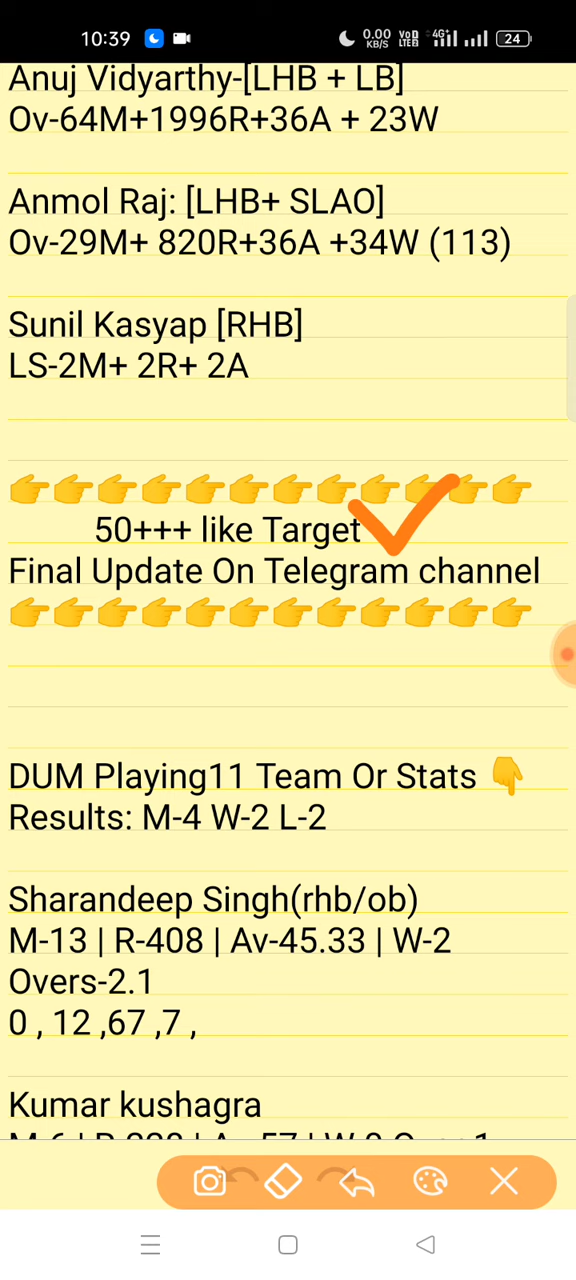 10:39 0.00 KB/S VoD LTE2 4G+ 24
Anuj Vidyarthy-[LHB + LB]
Ov-64M+1996R+36A + 23W
Anmol Raj: [LHB+ SLAO]
Ov-29M+ 820R+36A +34W (113)
Sunil Kasyap [RHB]
LS-2M+ 2R+ 2A
👉👉👉👉👉👉👉👉👉👉👉👉
50+++ like Target
Final Update On Telegram channel
👉👉👉👉👉👉👉👉👉👉👉👉
DUM Playing11 Team Or Stats 👇
Results: M-4 W-2 L-2
Sharandeep Singh(rhb/ob)
M-13 | R-408 | Av-45.33 | W-2
Overs-2.1
0 , 12 ,67 ,7 ,
Kumar kushagra